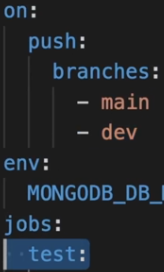 on:
push:
branches:
- main
- dev
env:
MONGODB_DB_
jobs:
test: